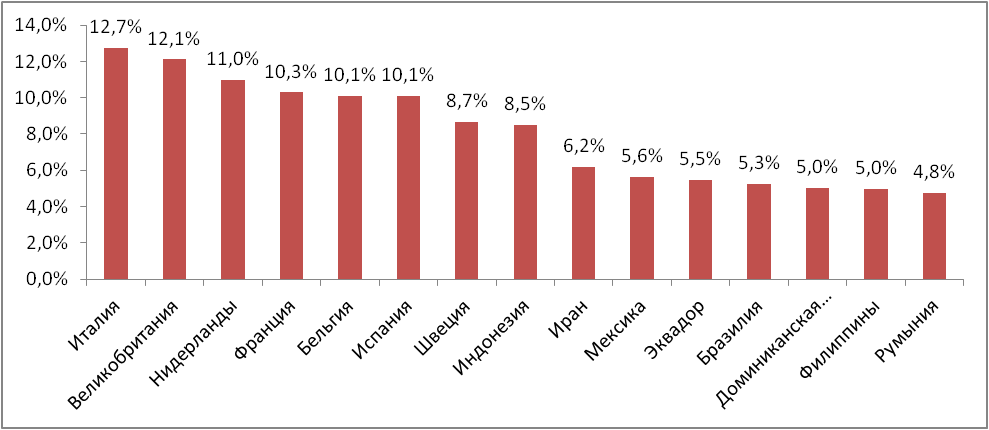 14,0%
12,0%
10,0%
8,0%
6,0%
4,0%
2,0%
0,0%
12,7%
12,1%
11,0%
10,3%
10,1%
10,1%
8,7%
8,5%
6,2%
5,6%
5,5%
5,3%
5,0%
5,0%
4,8%
Италия
Великобритания
Нидерланды
Франция
Бельгия
Испания
Швеция
Индонезия
Иран
Мексика
Эквадор
Бразилия
Доминиканская...
Филиппины
Румыния